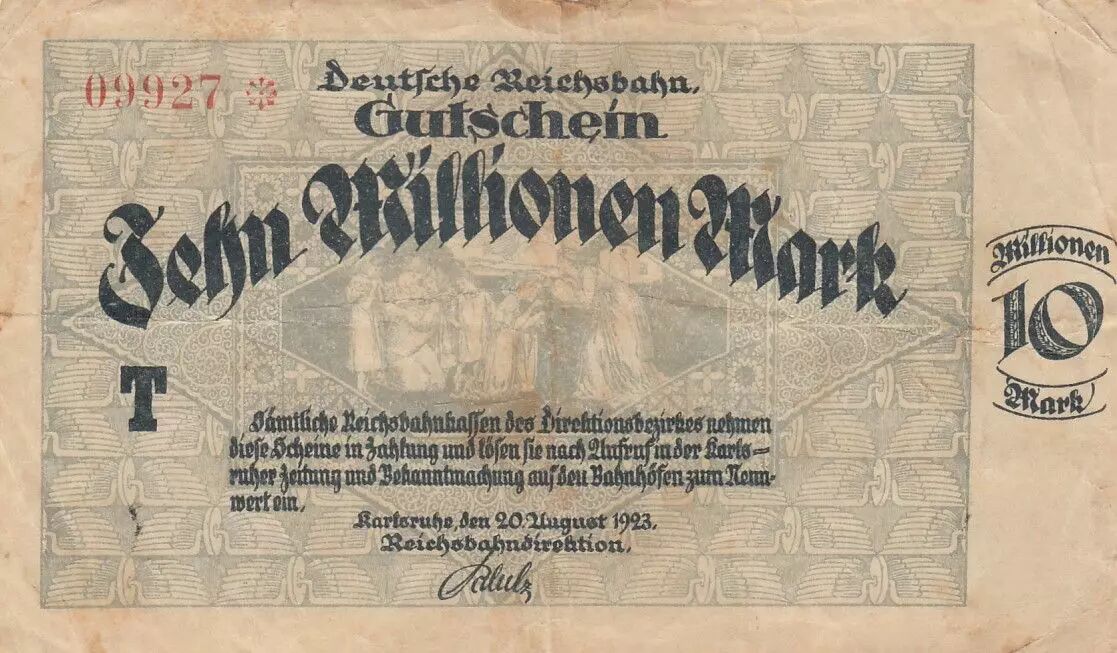 09927 *
Deutsche Reichsbahn.
Gutschein
Zehn Millionen Mark
Millionen
10
Mark
T
Sämtliche Reichsbahnkassen des Direktionsbezirkes nehmen
diese Scheine in Zahlung und lösen sie nach Aufruf in der Karls=
ruher Zeitung und Bekanntmachung auf den Bahnhöfen zum Nenn-
wert ein.
Karlsruhe, den 20. August 1923.
Reichsbahndirektion.